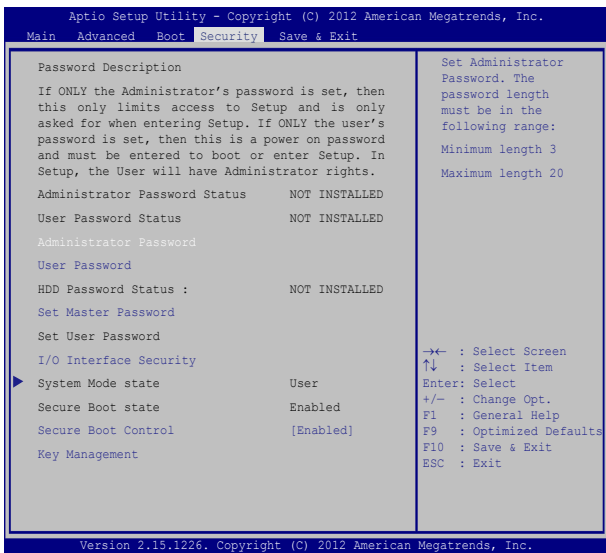 Aptio Setup Utility - Copyright (C) 2012 American Megatrends, Inc.
Main Advanced Boot Security Save & Exit
Password Description
If ONLY the Administrator's password is set, then
this only limits access to Setup and is only
asked for when entering Setup. If ONLY the user's
password is set, then this is a power on password
and must be entered to boot or enter Setup. In
Setup, the User will have Administrator rights.
Administrator Password Status NOT INSTALLED
User Password Status NOT INSTALLED
Administrator Password
User Password
HDD Password Status : NOT INSTALLED
Set Master Password
Set User Password
I/O Interface Security
System Mode state User
Secure Boot state Enabled
Secure Boot Control [Enabled]
Key Management
Set Administrator
Password. The
password length
must be in the
following range:
Minimum length 3
Maximum length 20
→← : Select Screen
↑↓ : Select Item
Enter: Select
+/— : Change Opt.
F1 : General Help
F9 : Optimized Defaults
F10 : Save & Exit
ESC : Exit
Version 2.15.1226. Copyright (C) 2012 American Megatrends, Inc.